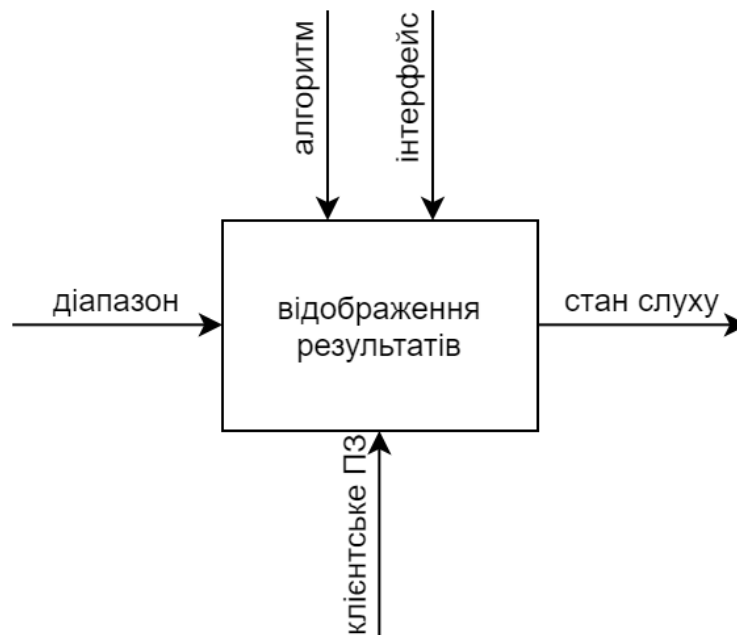 алгоритм
інтерфейс
діапазон
відображення
результатів
стан слуху
клієнтське ПЗ